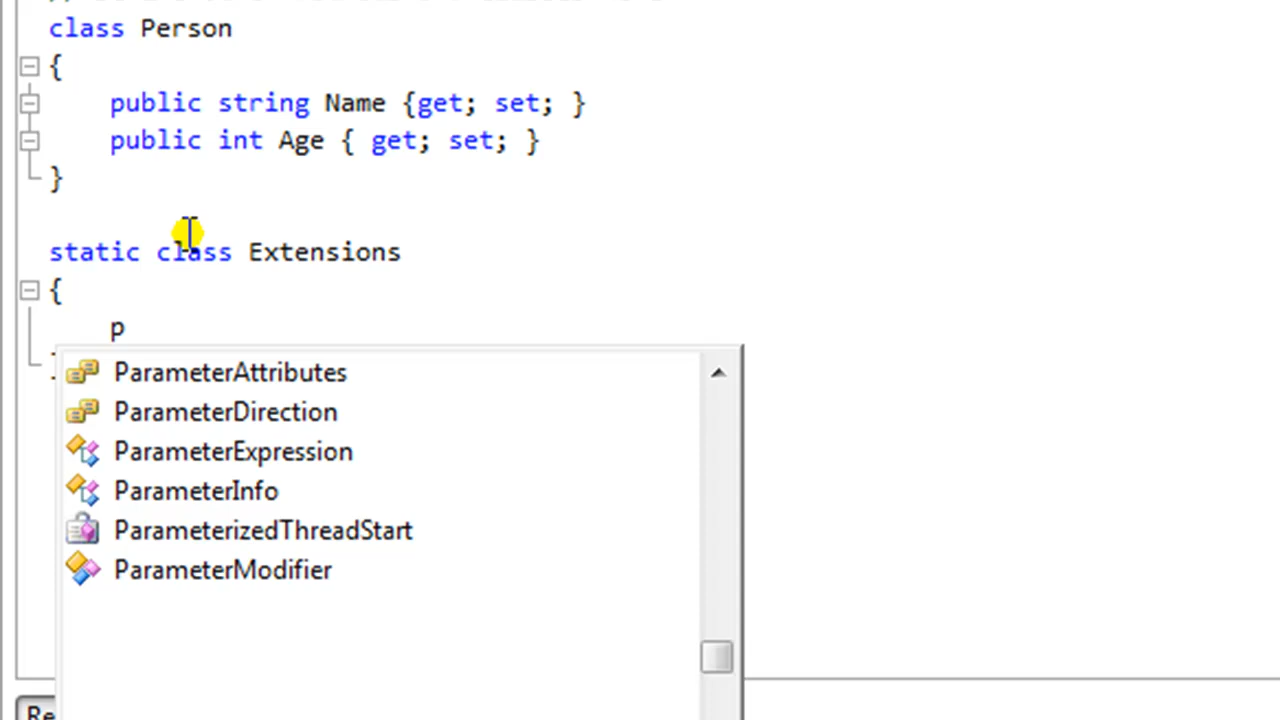 class Person
{
public string Name {get; set; }
public int Age { get; set; }
}
static class Extensions
{
p
ParameterAttributes
ParameterDirection
ParameterExpression
ParameterInfo
ParameterizedThreadStart
ParameterModifier
Re